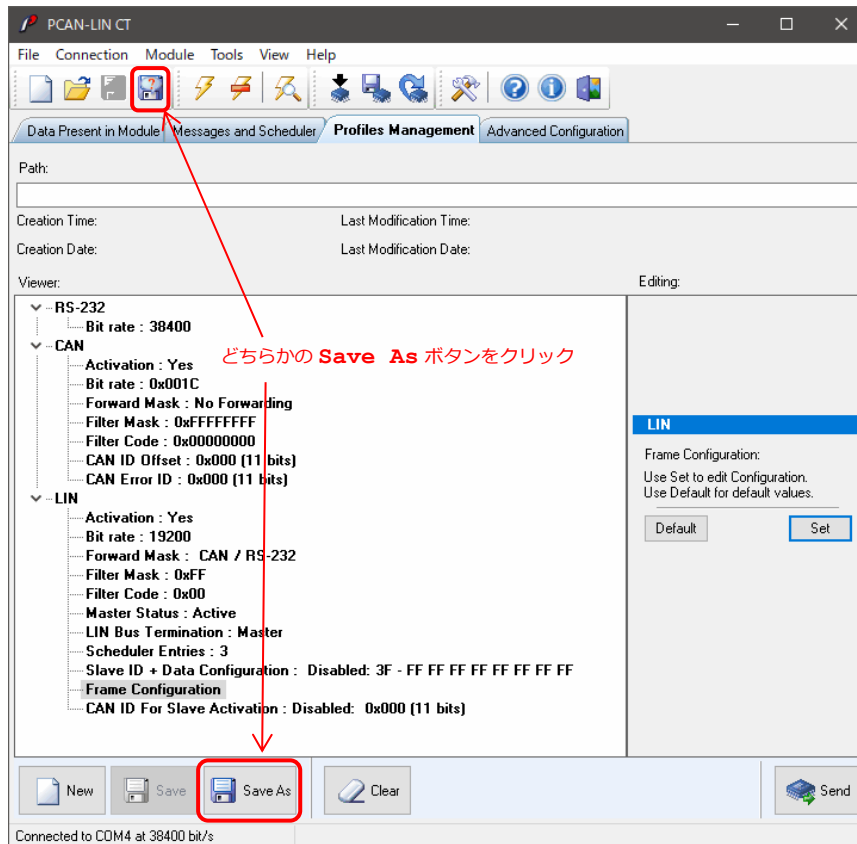 PCAN-LIN CT
File Connection Module Tools View Help
Data Present in Module Messages and Scheduler Profiles Management Advanced Configuration
Path:
Creation Time: Last Modification Time:
Creation Date: Last Modification Date:
Viewer: Editing:
RS-232
Bit rate : 38400
CAN
どちらかの Save As ボタンをクリック
Activation : Yes
Bit rate : 0x001C
Forward Mask : No Forwarding
Filter Mask : 0xFFFFFFFF
Filter Code : 0x00000000
CAN ID Offset : 0x000 (11 bits)
CAN Error ID : 0x000 (11 bits)
LIN
Activation : Yes
Bit rate : 19200
Forward Mask : CAN / RS-232
Filter Mask : 0xFF
Filter Code : 0x00
Master Status : Active
LIN Bus Termination : Master
Scheduler Entries : 3
Slave ID + Data Configuration : Disabled: 3F - FF FF FF FF FF FF FF FF
Frame Configuration
CAN ID For Slave Activation : Disabled: 0x000 (11 bits)
LIN
Frame Configuration:
Use Set to edit Configuration.
Use Default for default values.
Default Set
New Save Save As Clear Send
Connected to COM4 at 38400 bit/s